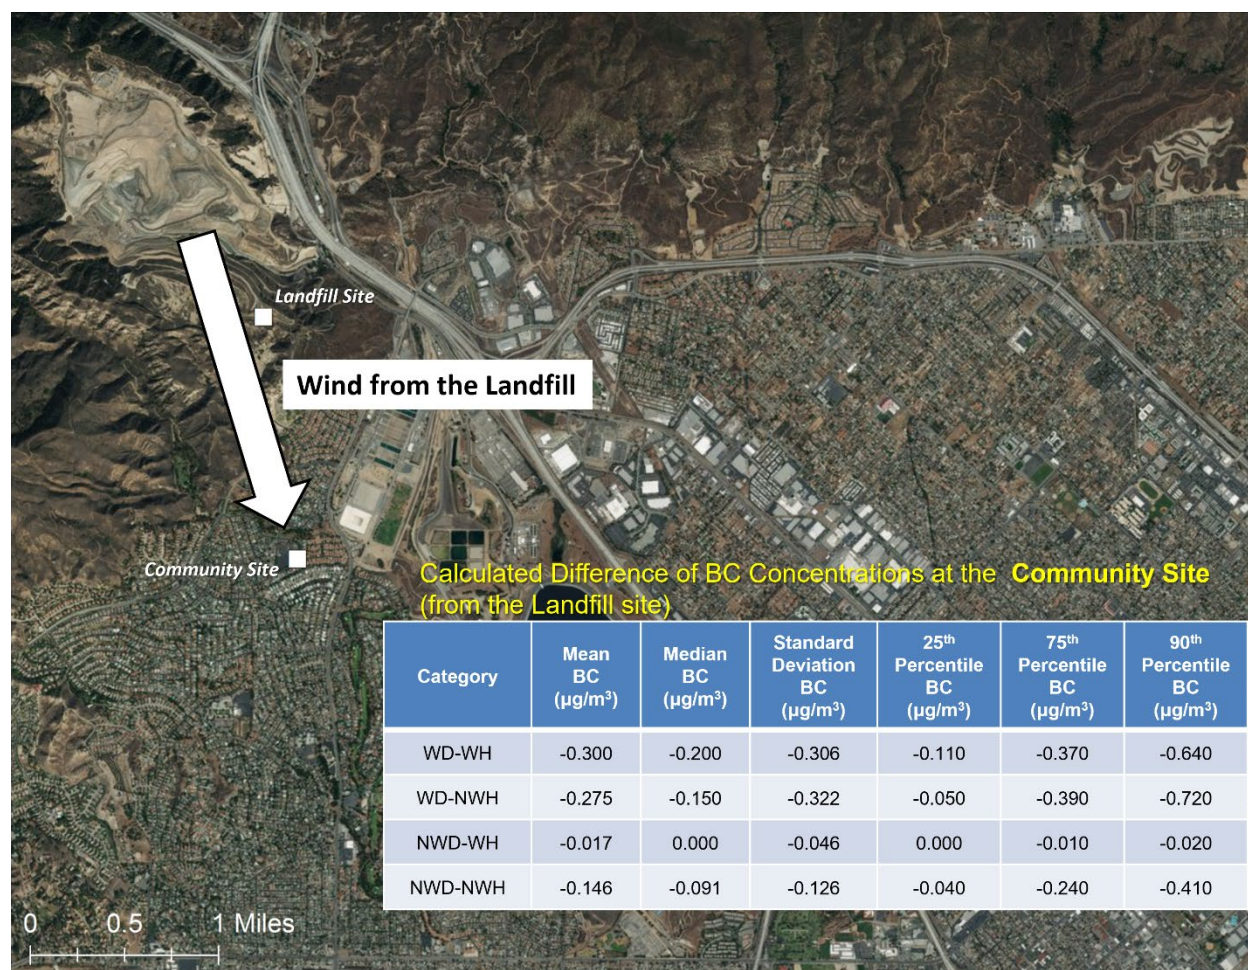 Landfill Site
Wind from the Landfill
Community Site
Calculated Difference of BC Concentrations at the Community Site
(from the Landfill site)
Category Mean BC (µg/m³) Median BC (µg/m³) Standard Deviation BC (µg/m³) 25th Percentile BC (µg/m³) 75th Percentile BC (µg/m³) 90th Percentile BC (µg/m³)
WD-WH -0.300 -0.200 -0.306 -0.110 -0.370 -0.640
WD-NWH -0.275 -0.150 -0.322 -0.050 -0.390 -0.720
NWD-WH -0.017 0.000 -0.046 0.000 -0.010 -0.020
NWD-NWH -0.146 -0.091 -0.126 -0.040 -0.240 -0.410
0 0.5 1 Miles